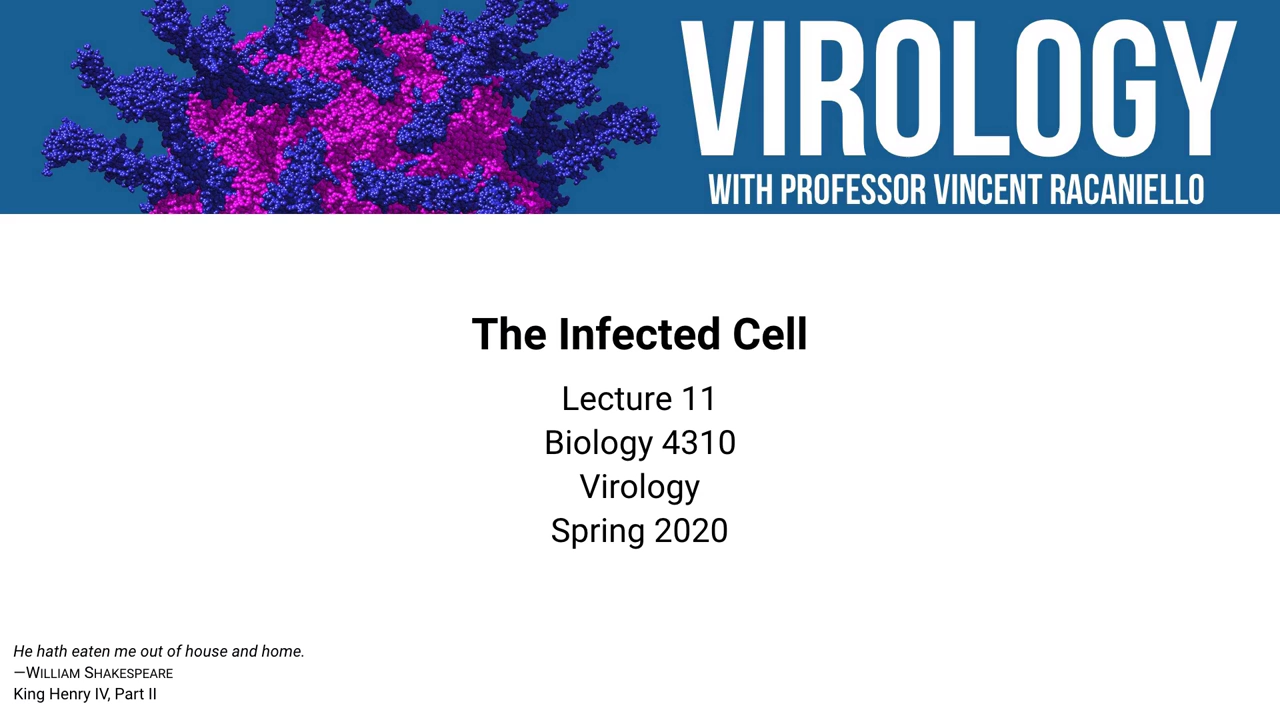 VIROLOGY
WITH PROFESSOR VINCENT RACANIELLO
The Infected Cell
Lecture 11
Biology 4310
Virology
Spring 2020
He hath eaten me out of house and home.
—WILLIAM SHAKESPEARE
King Henry IV, Part II